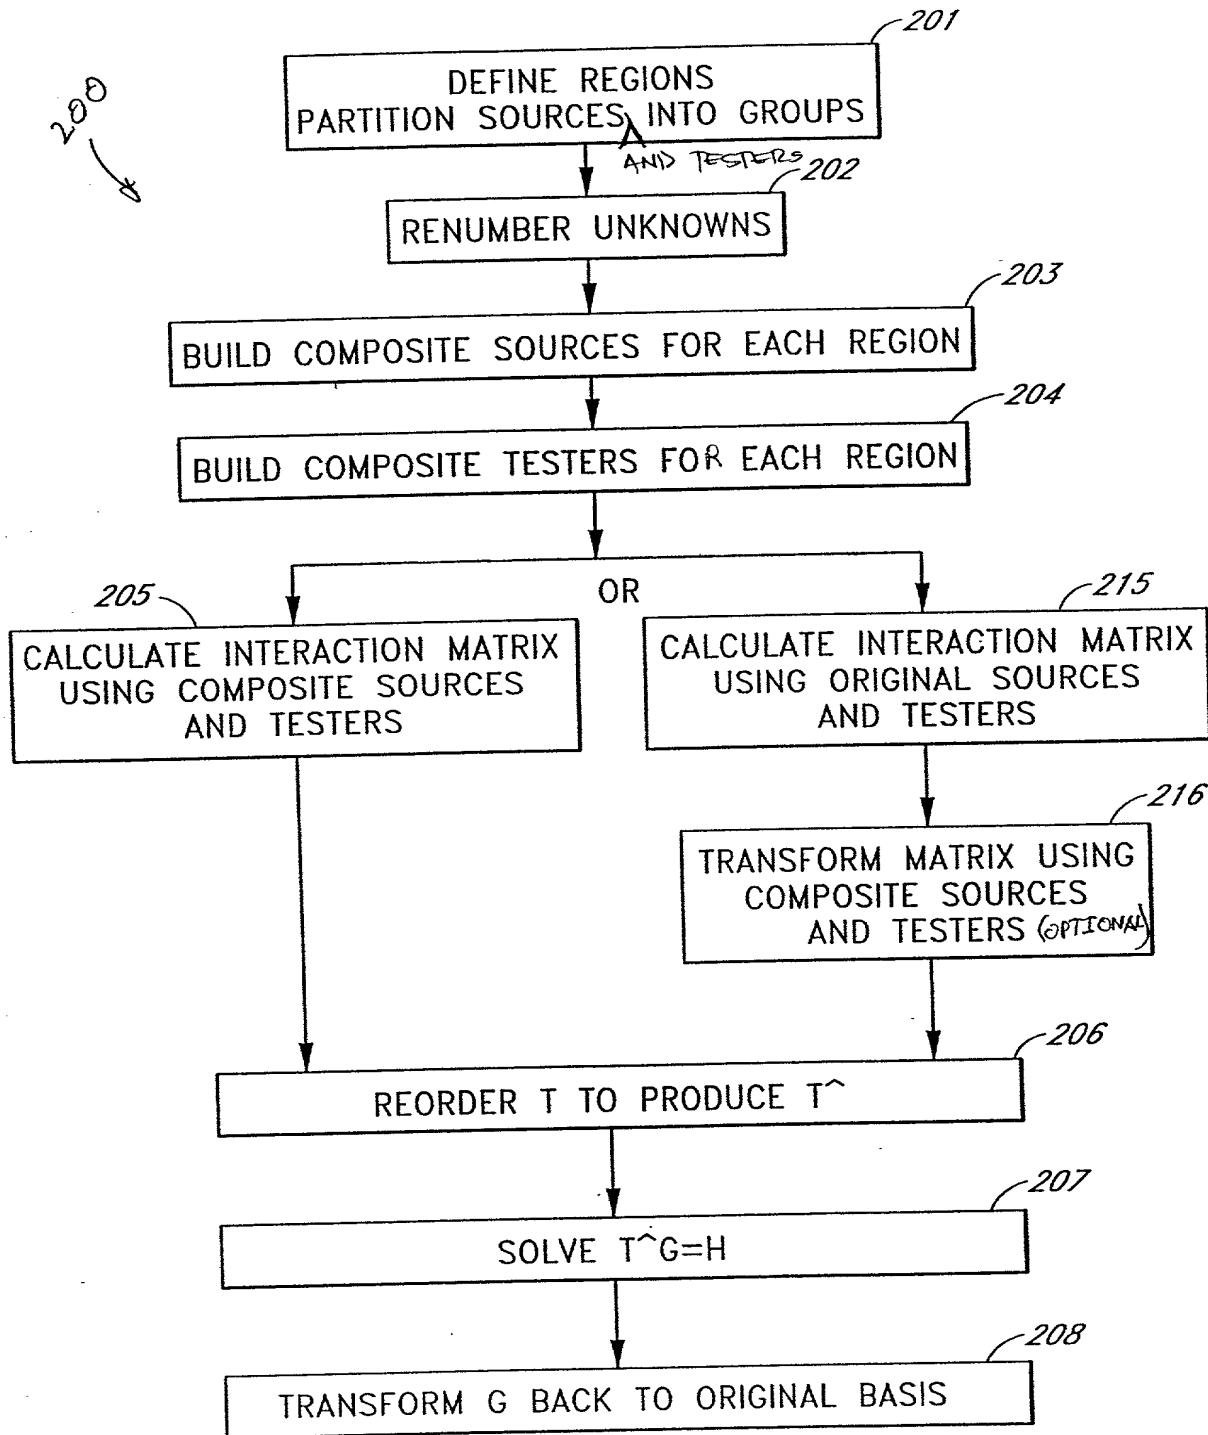 201
200
DEFINE REGIONS
PARTITION SOURCES ^ INTO GROUPS
AND TESTERS
202
RENUMBER UNKNOWNS
203
BUILD COMPOSITE SOURCES FOR EACH REGION
204
BUILD COMPOSITE TESTERS FOR EACH REGION
OR
205
CALCULATE INTERACTION MATRIX
USING COMPOSITE SOURCES
AND TESTERS
215
CALCULATE INTERACTION MATRIX
USING ORIGINAL SOURCES
AND TESTERS
216
TRANSFORM MATRIX USING
COMPOSITE SOURCES
AND TESTERS (OPTIONAL)
206
REORDER T TO PRODUCE T^
207
SOLVE T^G=H
208
TRANSFORM G BACK TO ORIGINAL BASIS